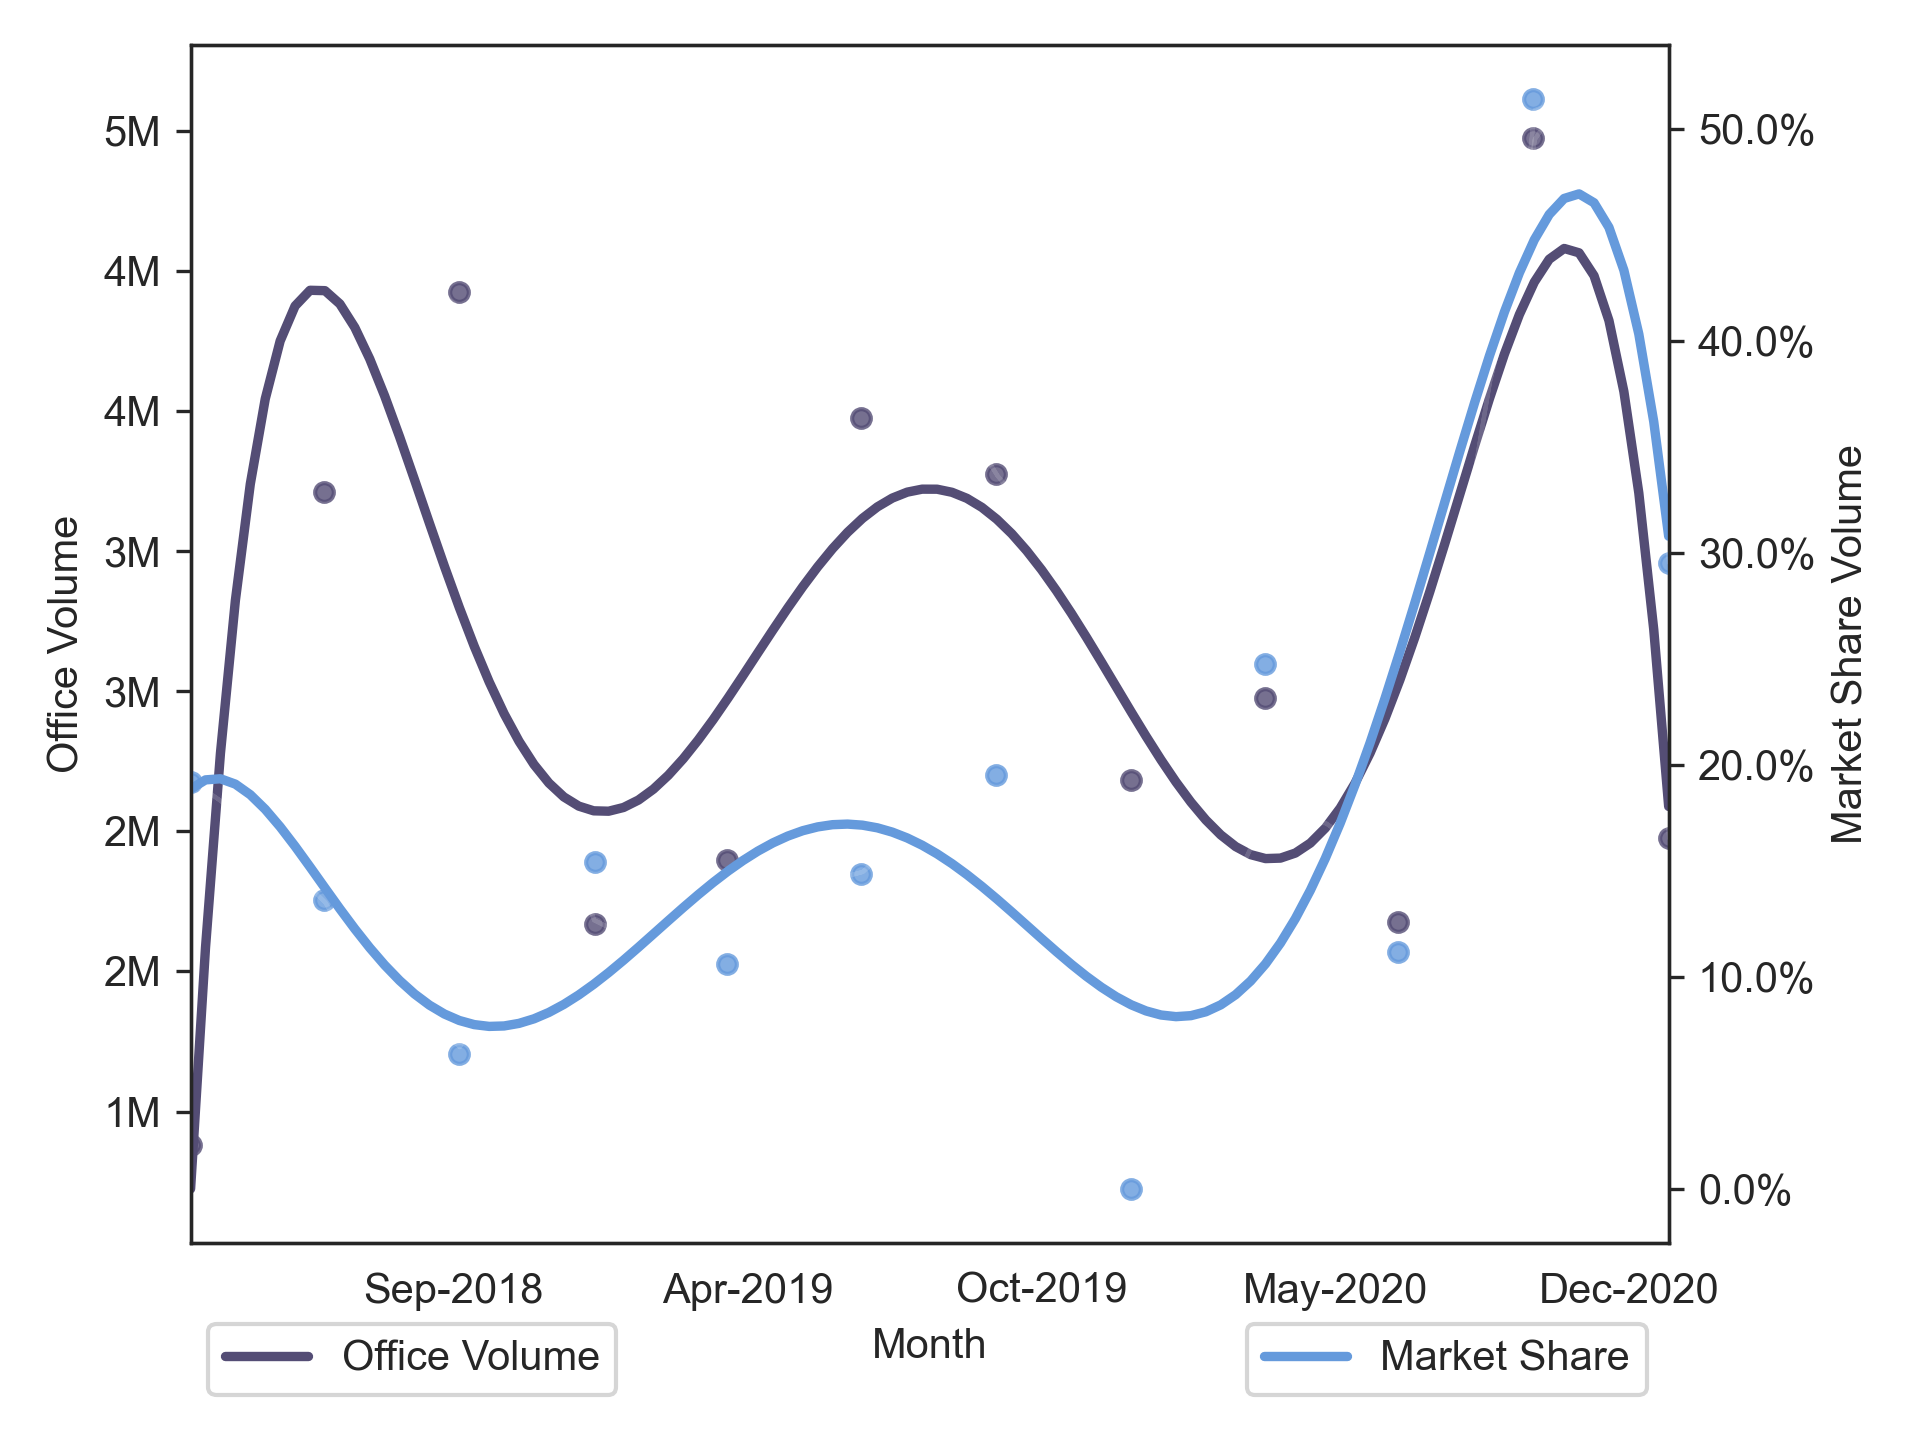 5M
4M
4M
3M
3M
2M
2M
1M
Office Volume
50.0%
40.0%
30.0%
20.0%
10.0%
0.0%
Market Share Volume
Sep-2018
Apr-2019
Oct-2019
May-2020
Dec-2020
Month
Office Volume
Market Share